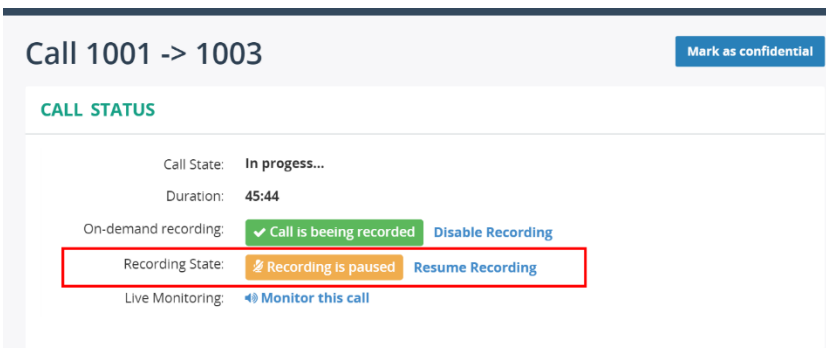 Call 1001 -> 1003
Mark as confidential
CALL STATUS
Call State: In progess...
Duration: 45:44
On-demand recording: Call is beeing recorded Disable Recording
Recording State: Recording is paused Resume Recording
Live Monitoring: Monitor this call